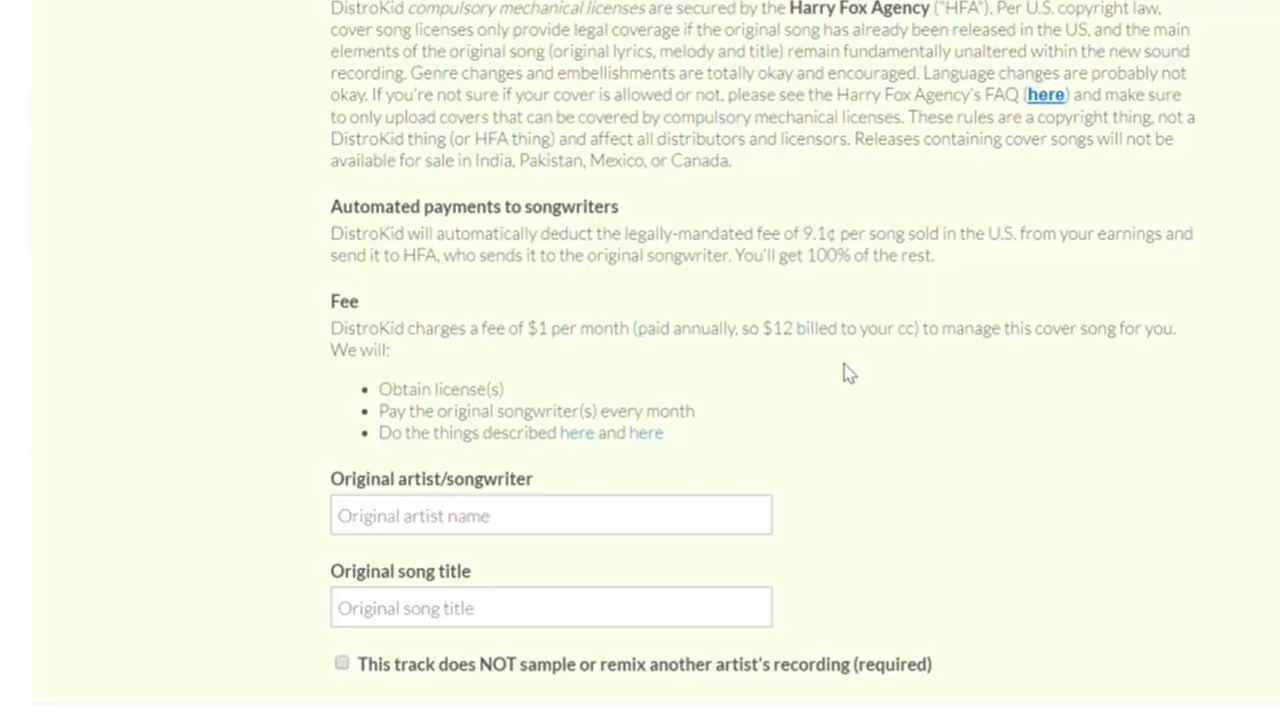 DistroKid compulsory mechanical licenses are secured by the Harry Fox Agency ("HFA"). Per U.S. copyright law,
cover song licenses only provide legal coverage if the original song has already been released in the US, and the main
elements of the original song (original lyrics, melody and title) remain fundamentally unaltered within the new sound
recording. Genre changes and embellishments are totally okay and encouraged. Language changes are probably not
okay. If you're not sure if your cover is allowed or not, please see the Harry Fox Agency's FAQ (here) and make sure
to only upload covers that can be covered by compulsory mechanical licenses. These rules are a copyright thing, not a
DistroKid thing (or HFA thing) and affect all distributors and licensors. Releases containing cover songs will not be
available for sale in India, Pakistan, Mexico, or Canada.
Automated payments to songwriters
DistroKid will automatically deduct the legally-mandated fee of 9.1¢ per song sold in the U.S. from your earnings and
send it to HFA, who sends it to the original songwriter. You'll get 100% of the rest.
Fee
DistroKid charges a fee of $1 per month (paid annually, so $12 billed to your cc) to manage this cover song for you.
We will:
• Obtain license(s)
• Pay the original songwriter(s) every month
• Do the things described here and here
Original artist/songwriter
Original artist name
Original song title
Original song title
This track does NOT sample or remix another artist's recording (required)